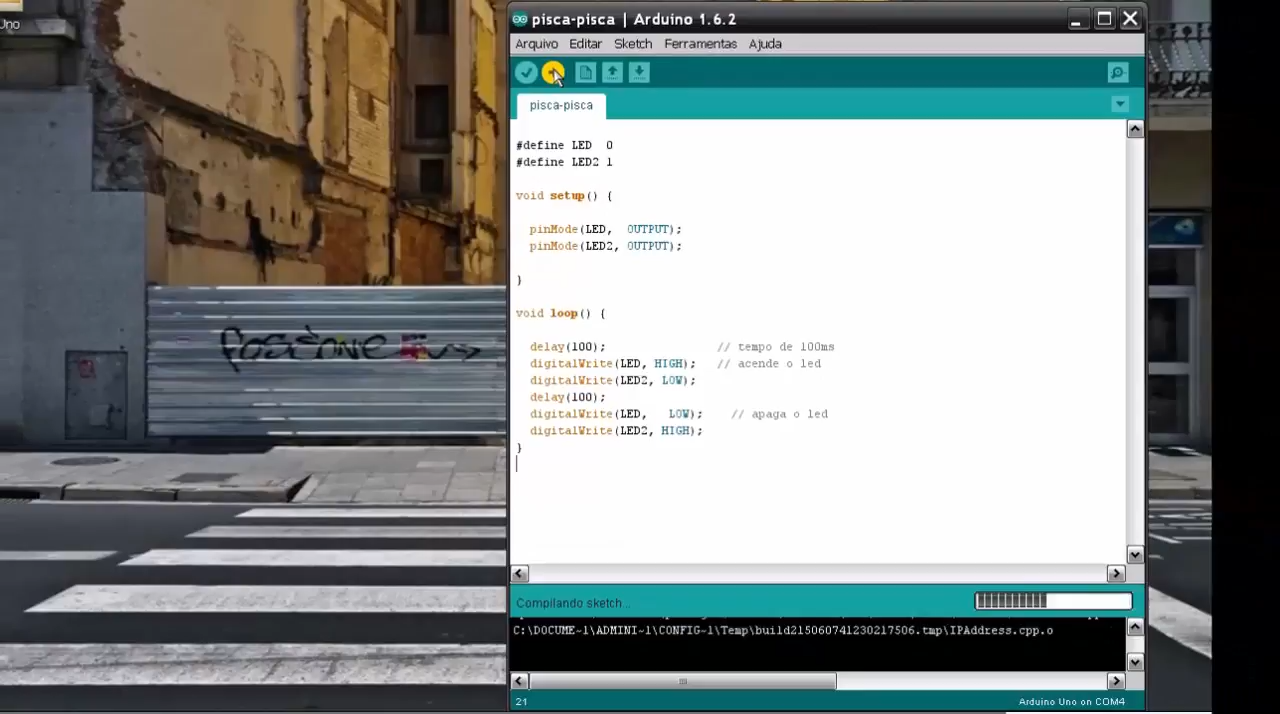 Uno
pisca-pisca | Arduino 1.6.2
Arquivo Editar Sketch Ferramentas Ajuda
pisca-pisca
#define LED  0
#define LED2 1
void setup() {
pinMode(LED,  OUTPUT);
pinMode(LED2, OUTPUT);
}
void loop() {
delay(100); // tempo de 100ms
digitalWrite(LED, HIGH); // acende o led
digitalWrite(LED2, LOW);
delay(100);
digitalWrite(LED,   LOW); // apaga o led
digitalWrite(LED2, HIGH);
}
Compilando sketch...
C:\DOCUME~1\ADMINI~1\CONFIG~1\Temp\build215060741230217506.tmp\IPAddress.cpp.o
21
Arduino Uno on COM4